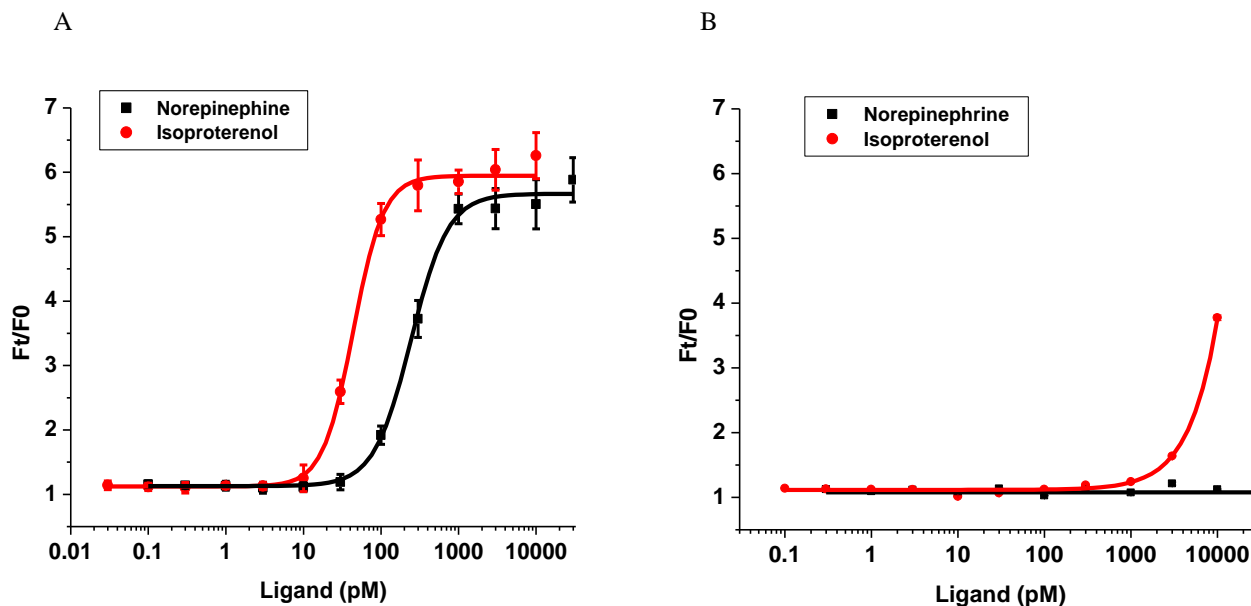 A
B
Norepinephine
Isoproterenol
7
6
5
4
3
2
1
Ft/F0
0.01 0.1 1 10 100 1000 10000
Ligand (pM)
Norepinephrine
Isoproterenol
7
6
5
4
3
2
1
Ft/F0
0.1 1 10 100 1000 10000
Ligand (pM)